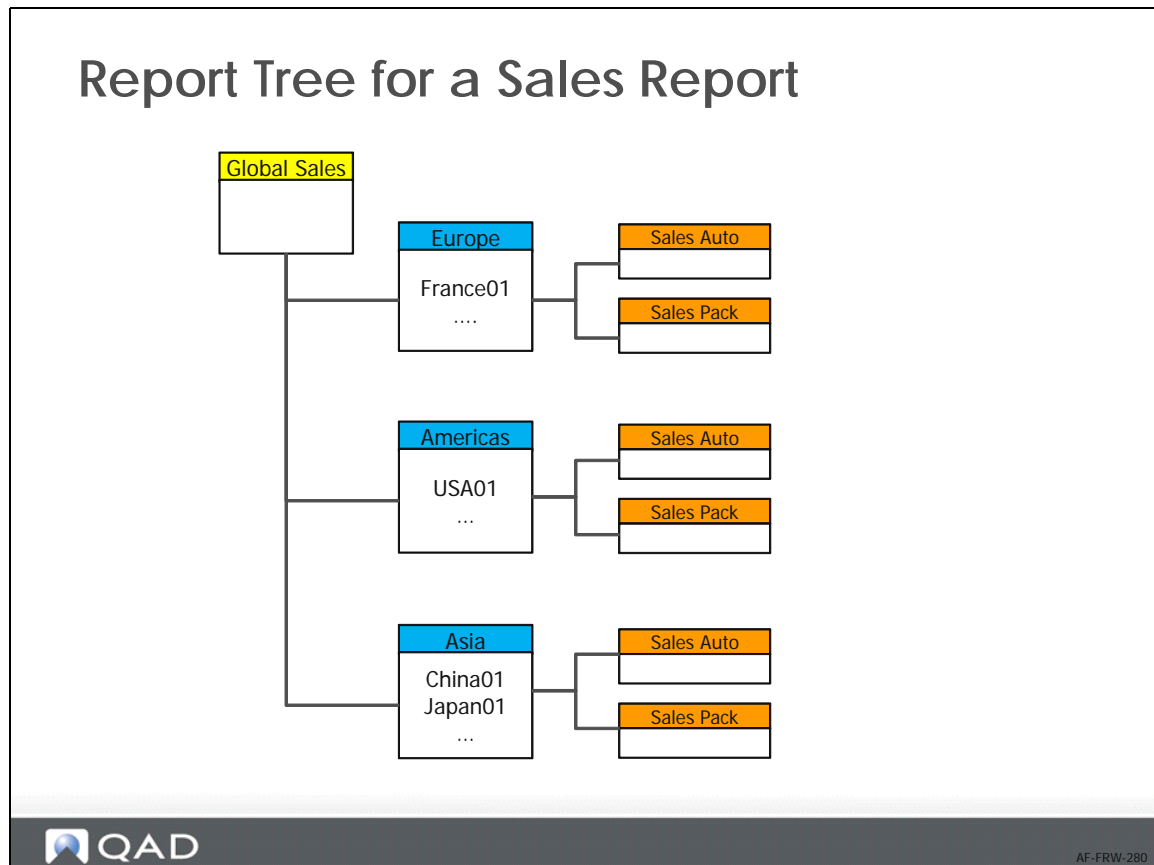 Report Tree for a Sales Report
Global Sales
Europe
France01
....
Sales Auto
Sales Pack
Americas
USA01
...
Sales Auto
Sales Pack
Asia
China01
Japan01
...
Sales Auto
Sales Pack
QAD
AF-FRW-280